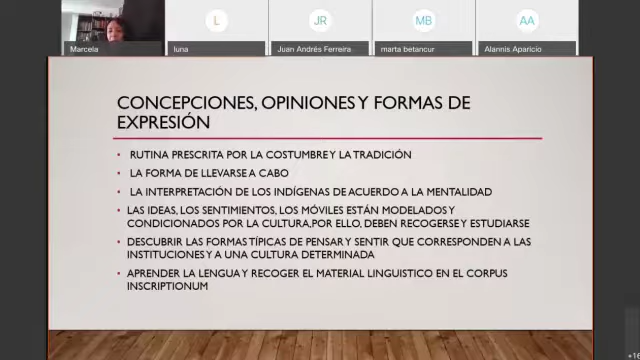 L
JR
MB
AA
Marcela
luna
Juan Andrés Ferreira
marta betancur
Alannis Aparicio
CONCEPCIONES, OPINIONES Y FORMAS DE
EXPRESIÓN
• RUTINA PRESCRITA POR LA COSTUMBRE Y LA TRADICIÓN
• LA FORMA DE LLEVARSE A CABO
• LA INTERPRETACIÓN DE LOS INDÍGENAS DE ACUERDO A LA MENTALIDAD
• LAS IDEAS, LOS SENTIMIENTOS, LOS MÓVILES ESTÁN MODELADOS Y
CONDICIONADOS POR LA CULTURA,POR ELLO, DEBEN RECOGERSE Y ESTUDIARSE
• DESCUBRIR LAS FORMAS TÍPICAS DE PENSAR Y SENTIR QUE CORRESPONDEN A LAS
INSTITUCIONES Y A UNA CULTURA DETERMINADA
• APRENDER LA LENGUA Y RECOGER EL MATERIAL LINGUISTICO EN EL CORPUS
INSCRIPTIONUM
+16